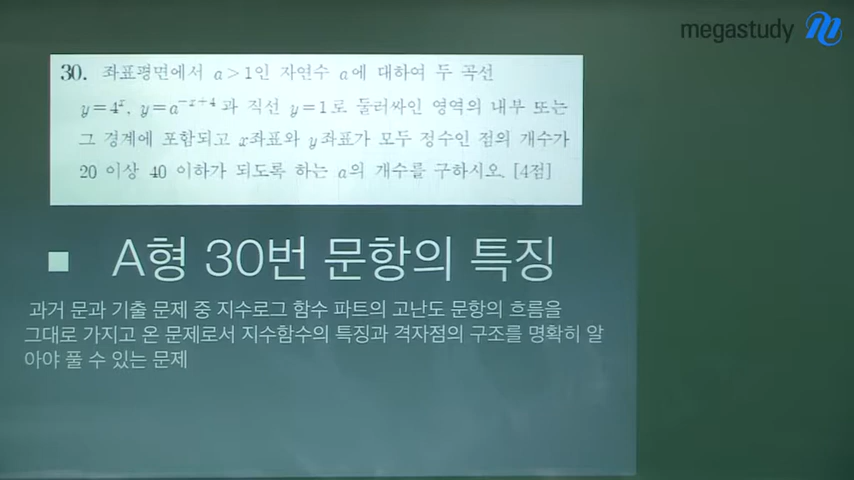 megastudy
30. 좌표평면에서 a>1인 자연수 a에 대하여 두 곡선
y=4^x, y=a^{-x+4}과 직선 y=1로 둘러싸인 영역의 내부 또는
그 경계에 포함되고 x좌표와 y좌표가 모두 정수인 점의 개수가
20 이상 40 이하가 되도록 하는 a의 개수를 구하시오. [4점]
■ A형 30번 문항의 특징
과거 문과 기출 문제 중 지수로그 함수 파트의 고난도 문항의 흐름을
그대로 가지고 온 문제로서 지수함수의 특징과 격자점의 구조를 명확히 알
아야 풀 수 있는 문제